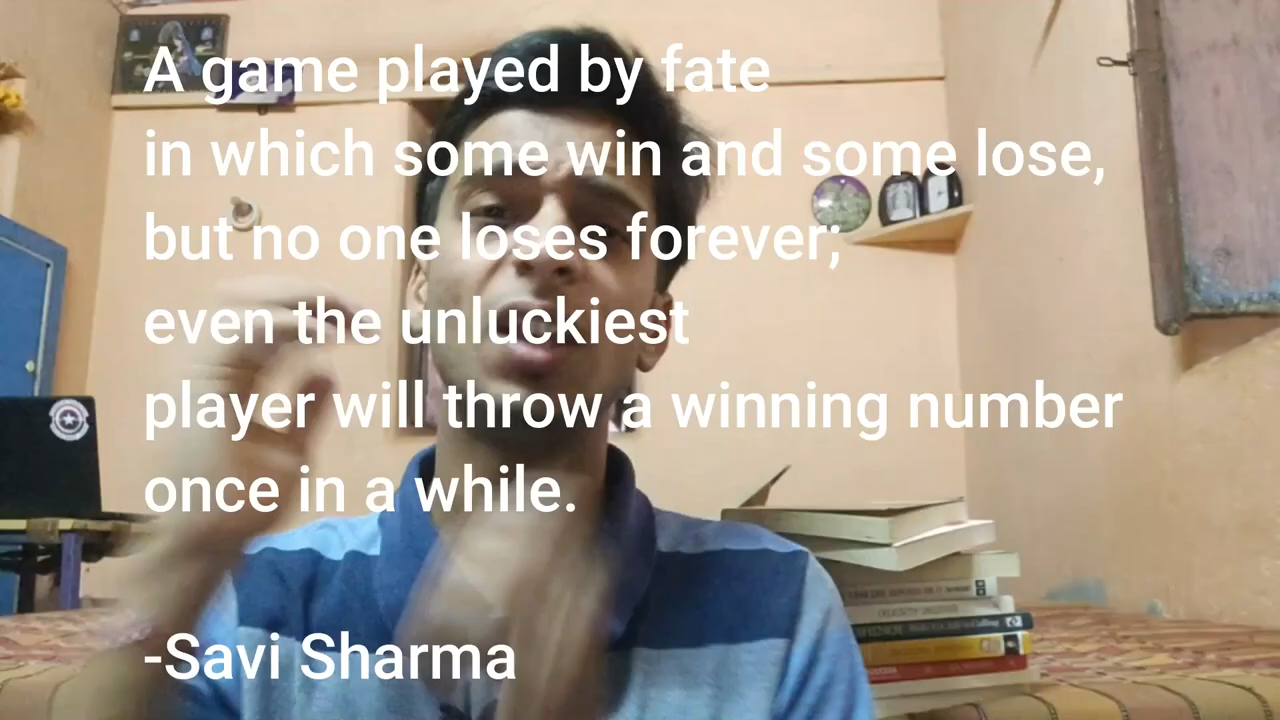 A game played by fate
in which some win and some lose,
but no one loses forever;
even the unluckiest
player will throw a winning number
once in a while.
-Savi Sharma